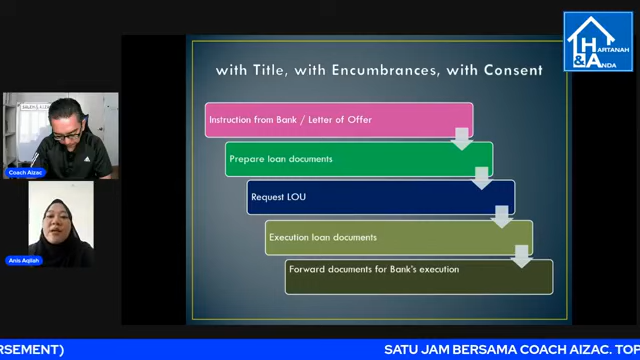 HARTANAH
& ANDA
with Title, with Encumbrances, with Consent
Instruction from Bank / Letter of Offer
Prepare loan documents
Request LOU
Execution loan documents
Forward documents for Bank's execution
Coach Aizac
Anis Aqilah
RSEMENT)
SATU JAM BERSAMA COACH AIZAC. TOP